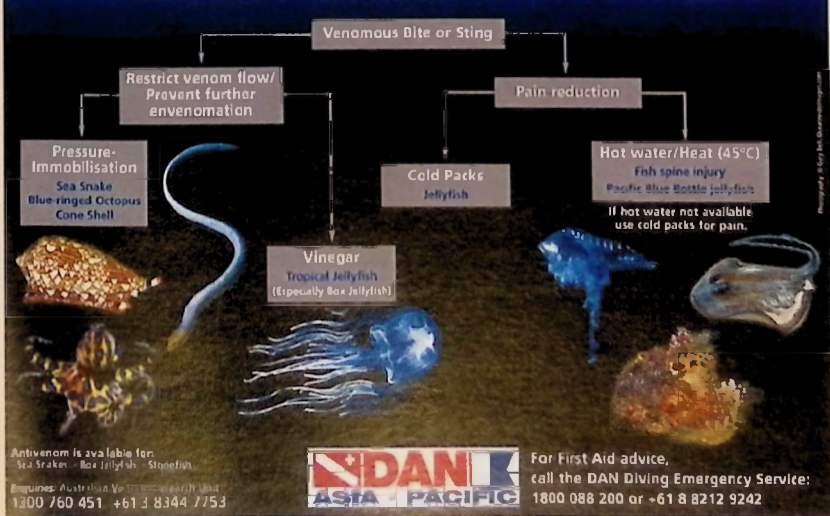 Venomous Bite or Sting
Restrict venom flow/
Prevent further
envenomation
Pain reduction
Pressure-
Immobilisation
Sea Snake
Blue-ringed Octopus
Cone Shell
Cold Packs
Jellyfish
Hot water/Heat (45°C)
Fish spine injury
Pacific Blue Bottle jellyfish
If hot water not available
use cold packs for pain.
Vinegar
Tropical Jellyfish
(Especially Box Jellyfish)
Antivenom is available for:
Sea Snakes - Box Jellyfish - Stonefish
Enquiries: Australian Unit
1300 760 451 +61 3 8344 7753
DAN
ASIA - PACIFIC
For First Aid advice,
call the DAN Diving Emergency Service:
1800 088 200 or +61 8 8212 9242